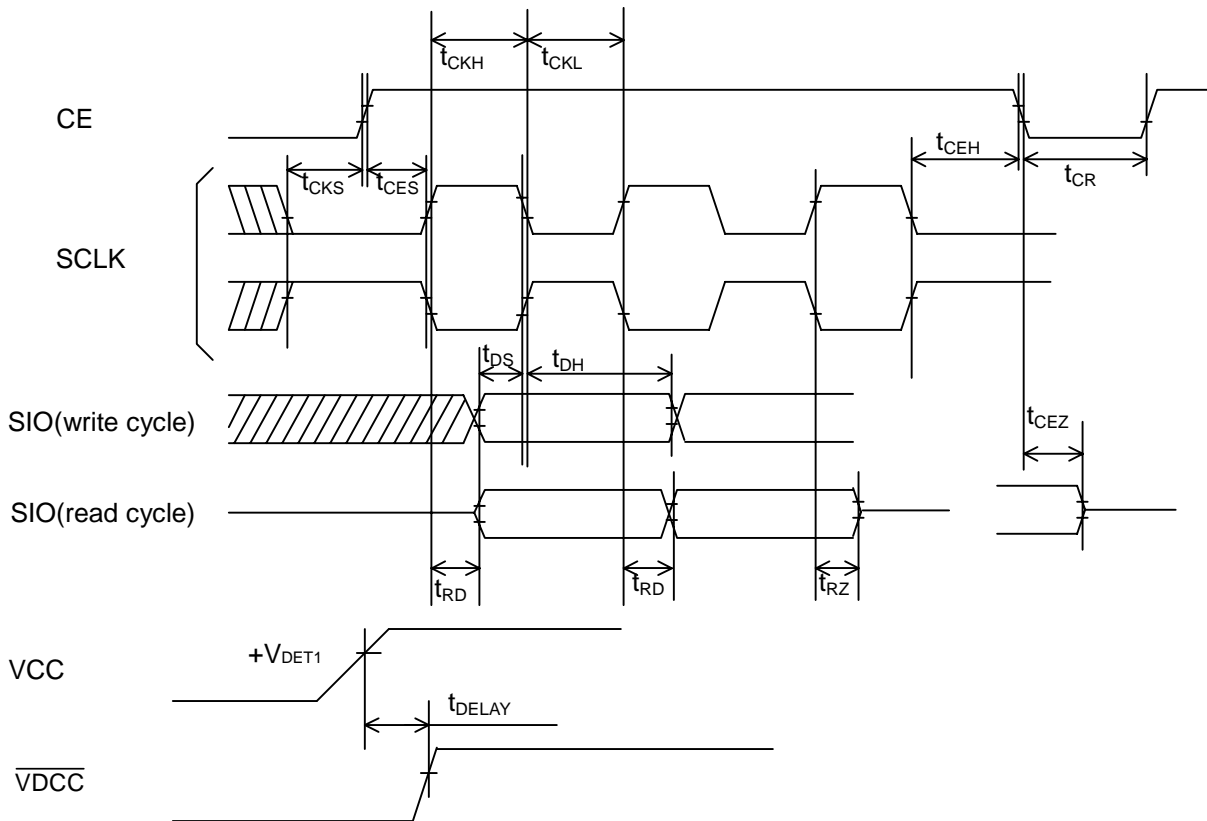 tCKH tCKL
CE
tCEH
tCKS tCES tCR
SCLK
tDS tDH
SIO(write cycle)
tCEZ
SIO(read cycle)
tRD tRD tRZ
+VDET1
VCC
tDELAY
VDCC